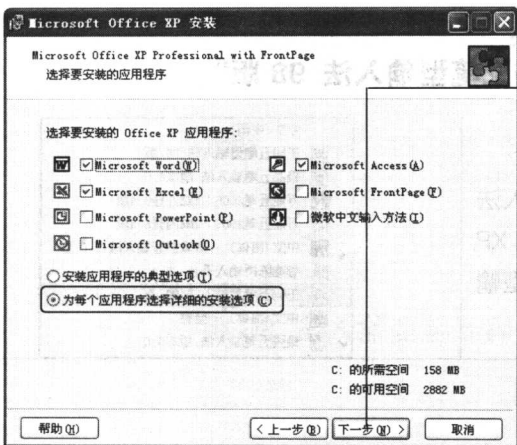 Microsoft Office XP 安装
Microsoft Office XP Professional with FrontPage
选择要安装的应用程序
选择要安装的 Office XP 应用程序:
Microsoft Word(W)
Microsoft Access(A)
Microsoft Excel(E)
Microsoft FrontPage(F)
Microsoft PowerPoint(P)
微软中文输入方法(I)
Microsoft Outlook(O)
安装应用程序的典型选项(T)
为每个应用程序选择详细的安装选项(C)
C: 的所需空间 158 MB
C: 的可用空间 2882 MB
帮助(H)
< 上一步(B)
下一步(N) >
取消